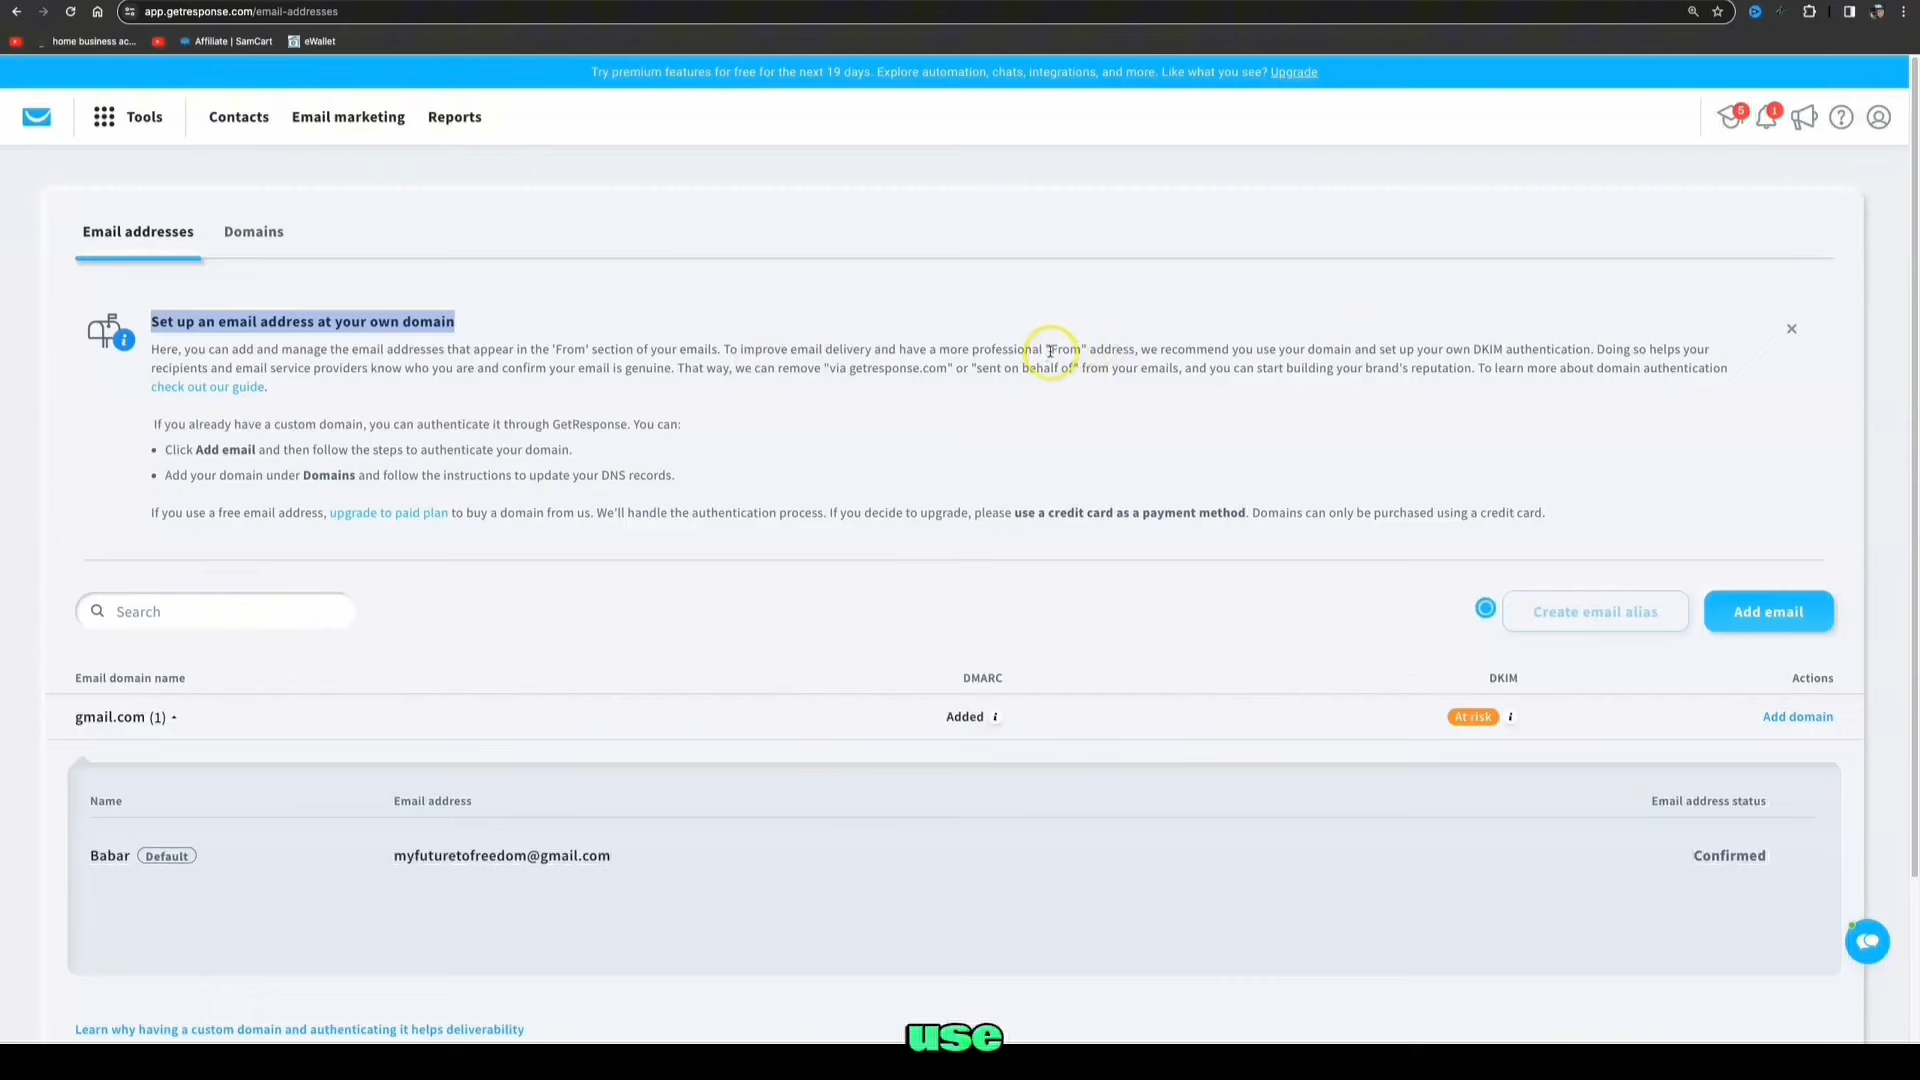 app.getresponse.com/email-addresses
home business ac...
Affiliate | SamCart
eWallet
Try premium features for free for the next 19 days. Explore automation, chats, integrations, and more. Like what you see? Upgrade
Tools
Contacts
Email marketing
Reports
5
1
Email addresses
Domains
Set up an email address at your own domain
Here, you can add and manage the email addresses that appear in the 'From' section of your emails. To improve email delivery and have a more professional "From" address, we recommend you use your domain and set up your own DKIM authentication. Doing so helps your
recipients and email service providers know who you are and confirm your email is genuine. That way, we can remove "via getresponse.com" or "sent on behalf of" from your emails, and you can start building your brand's reputation. To learn more about domain authentication
check out our guide.
If you already have a custom domain, you can authenticate it through GetResponse. You can:
• Click Add email and then follow the steps to authenticate your domain.
• Add your domain under Domains and follow the instructions to update your DNS records.
If you use a free email address, upgrade to paid plan to buy a domain from us. We'll handle the authentication process. If you decide to upgrade, please use a credit card as a payment method. Domains can only be purchased using a credit card.
Search
Create email alias
Add email
Email domain name
DMARC
DKIM
Actions
gmail.com (1)
Added
At risk
Add domain
Name
Email address
Email address status
Babar
Default
myfuturetofreedom@gmail.com
Confirmed
Learn why having a custom domain and authenticating it helps deliverability
use